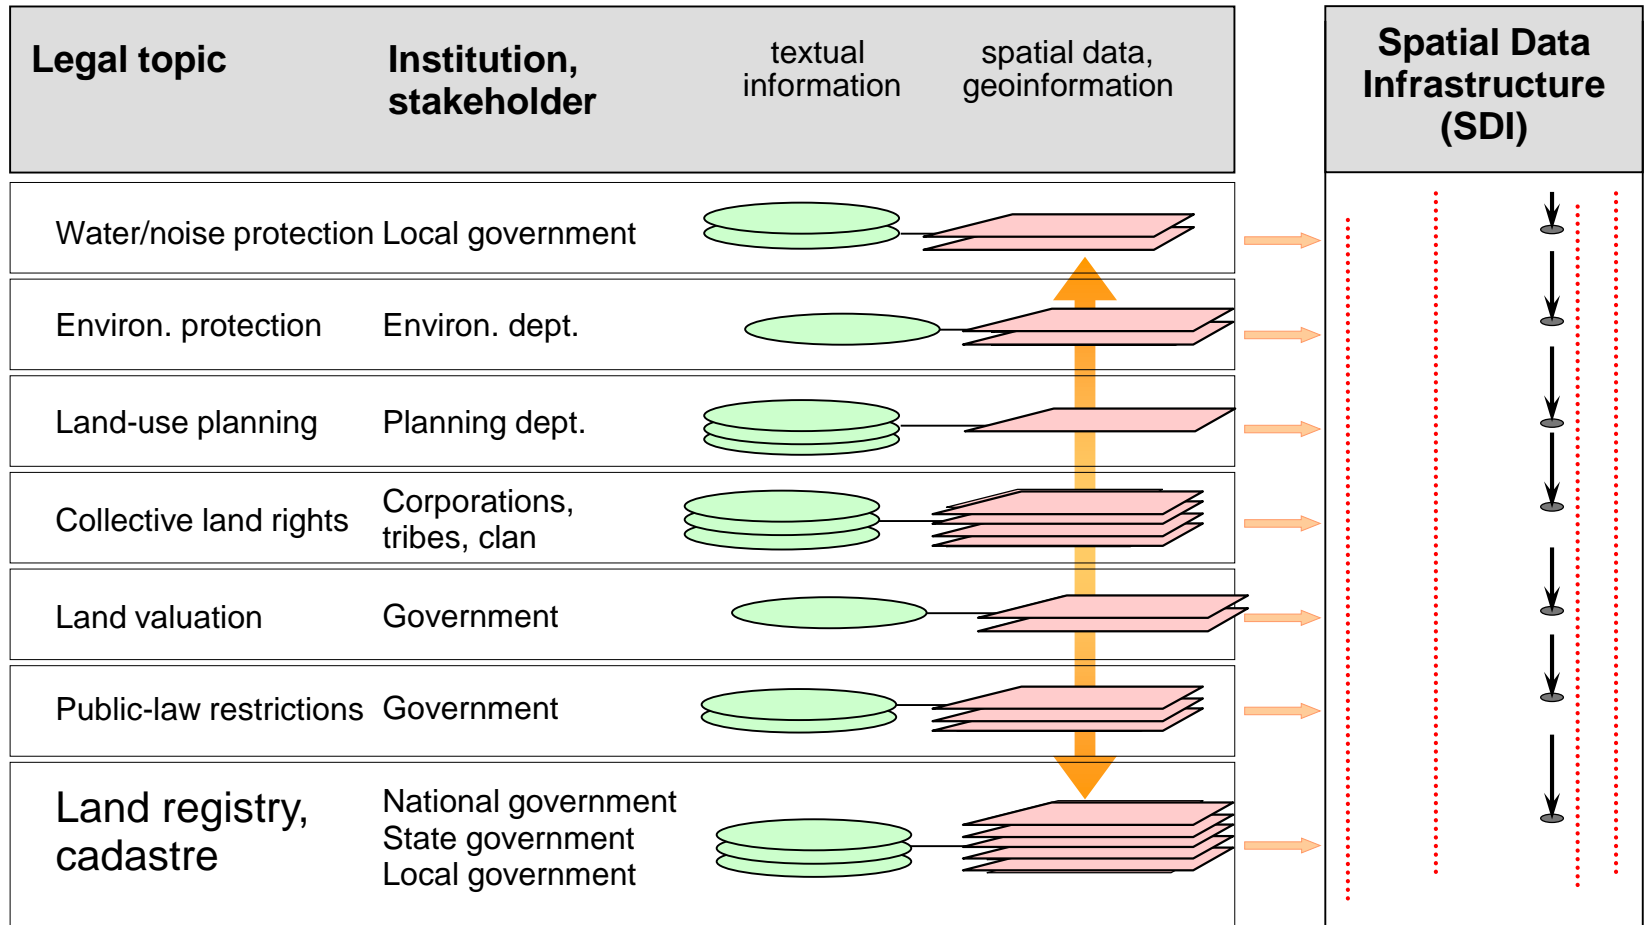 Legal topic
Institution,
stakeholder
textual
information
spatial data,
geoinformation
Spatial Data
Infrastructure
(SDI)
Water/noise protection
Local government
Environ. protection
Environ. dept.
Land-use planning
Planning dept.
Collective land rights
Corporations,
tribes, clan
Land valuation
Government
Public-law restrictions
Government
Land registry,
cadastre
National government
State government
Local government